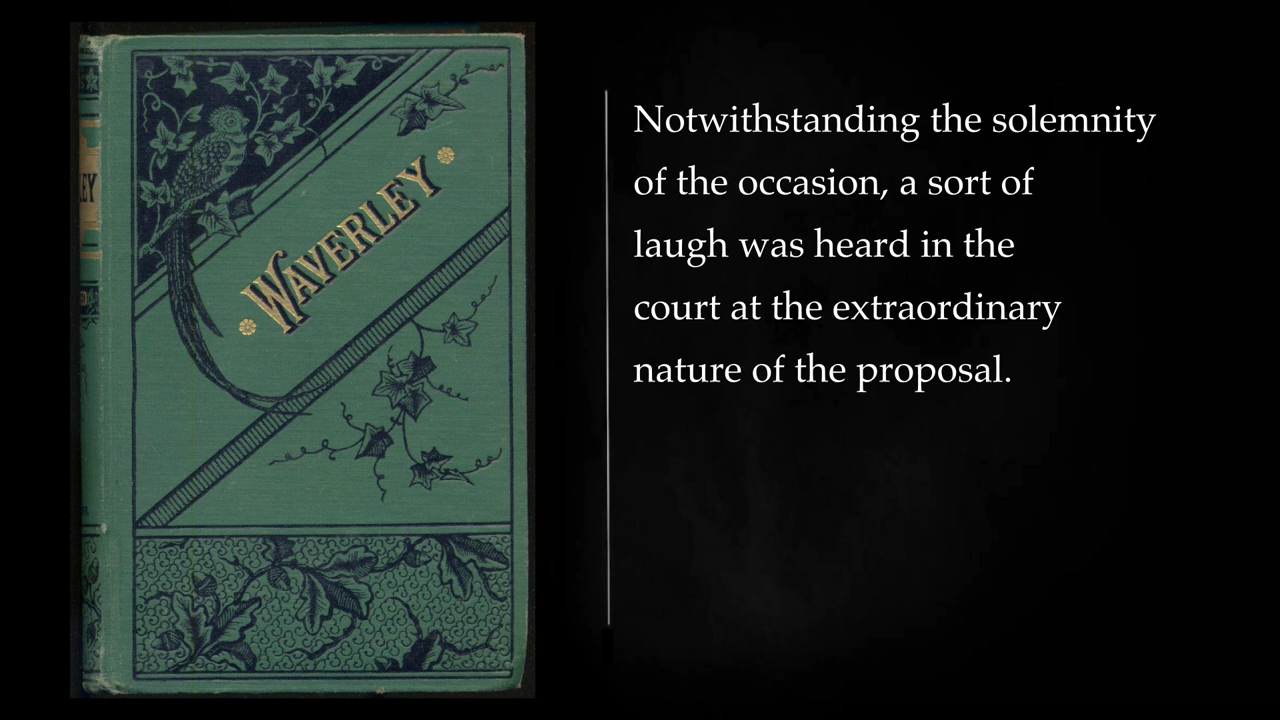 WAVERLEY
EY
Notwithstanding the solemnity
of the occasion, a sort of
laugh was heard in the
court at the extraordinary
nature of the proposal.